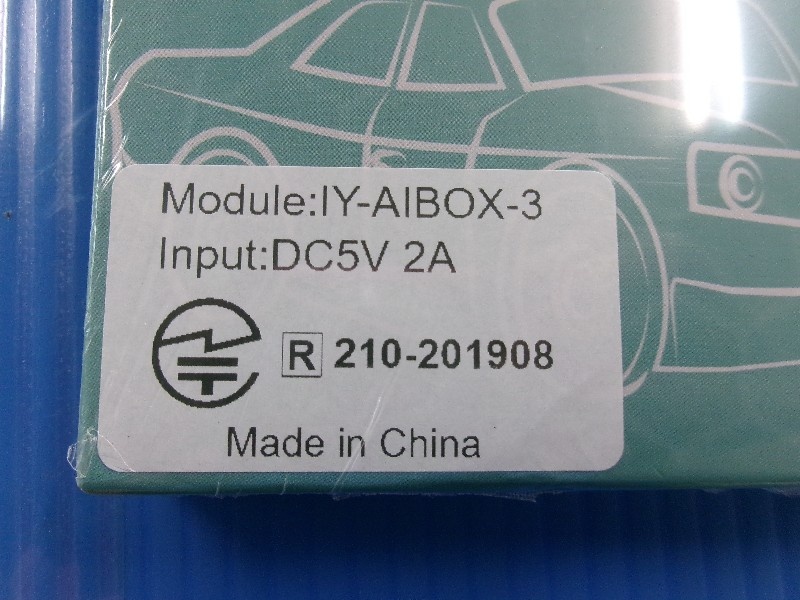 Module:IY-AIBOX-3
Input:DC5V 2A
R 210-201908
Made in China